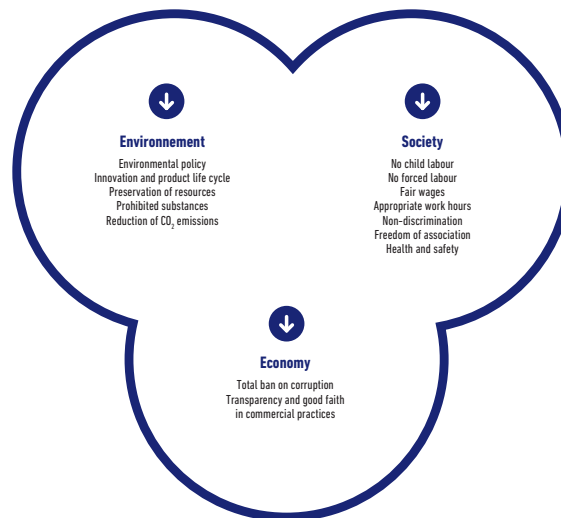 Environnement
Environmental policy
Innovation and product life cycle
Preservation of resources
Prohibited substances
Reduction of CO₂ emissions
Society
No child labour
No forced labour
Fair wages
Appropriate work hours
Non-discrimination
Freedom of association
Health and safety
Economy
Total ban on corruption
Transparency and good faith
in commercial practices